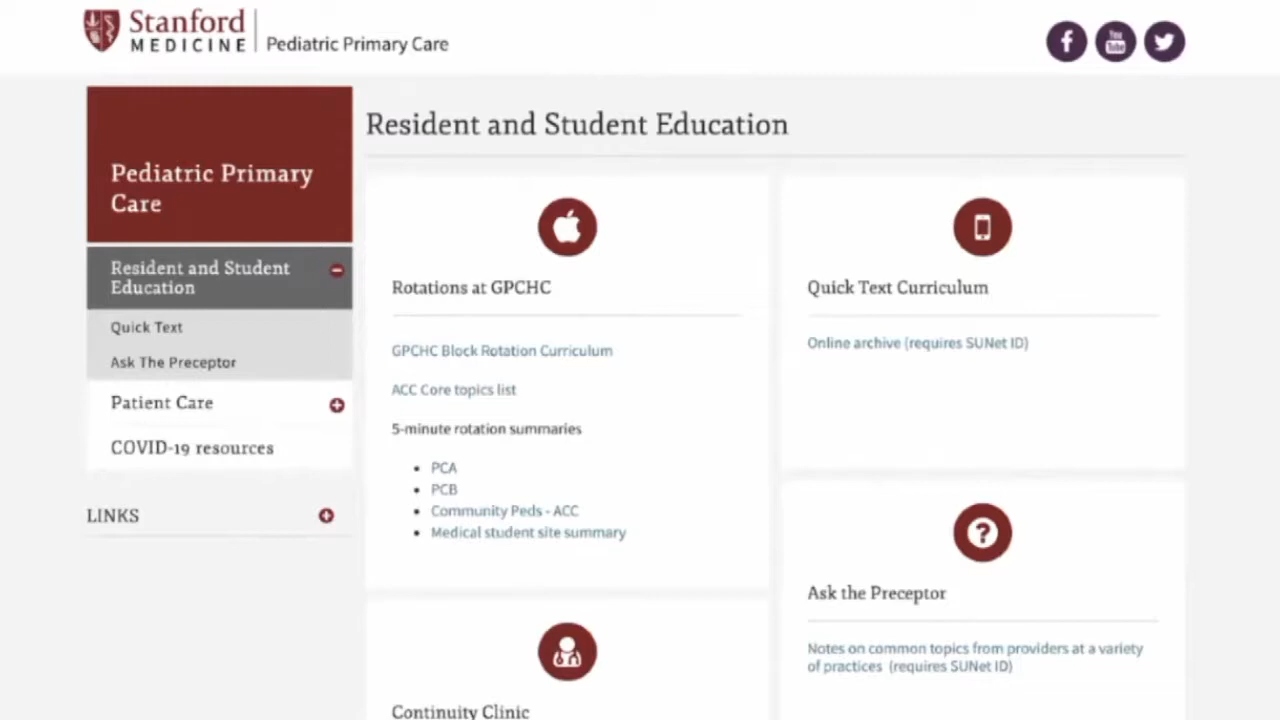 Stanford
MEDICINE
Pediatric Primary Care
You
Tube
Pediatric Primary
Care
Resident and Student
Education
Quick Text
Ask The Preceptor
Patient Care
COVID-19 resources
LINKS
Resident and Student Education
Rotations at GPCHC
GPCHC Block Rotation Curriculum
ACC Core topics list
5-minute rotation summaries
PCA
PCB
Community Peds - ACC
Medical student site summary
Continuity Clinic
Quick Text Curriculum
Online archive (requires SUNet ID)
Ask the Preceptor
Notes on common topics from providers at a variety
of practices (requires SUNet ID)